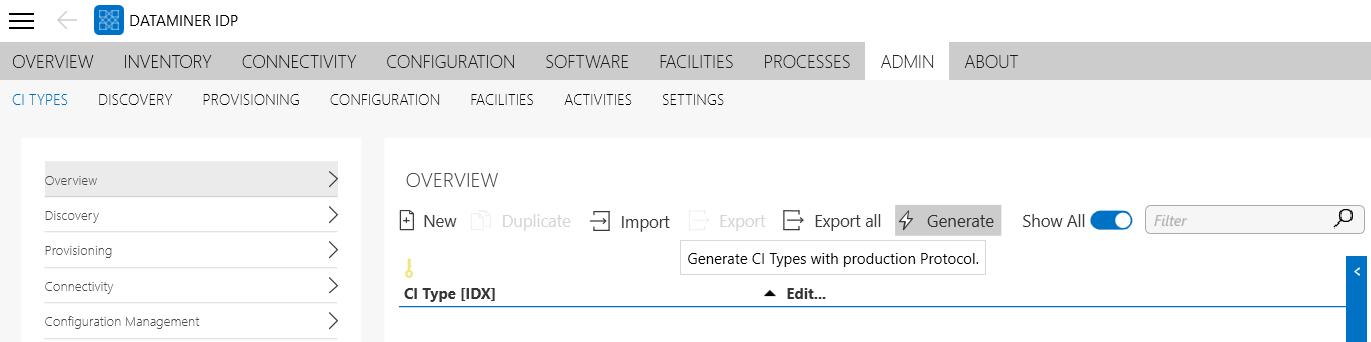 DATAMINER IDP
OVERVIEW INVENTORY CONNECTIVITY CONFIGURATION SOFTWARE FACILITIES PROCESSES ADMIN ABOUT
CI TYPES DISCOVERY PROVISIONING CONFIGURATION FACILITIES ACTIVITIES SETTINGS
Overview
Discovery
Provisioning
Connectivity
Configuration Management
OVERVIEW
New Duplicate Import Export Export all Generate Show All Filter
Generate CI Types with production Protocol.
CI Type [IDX] Edit...